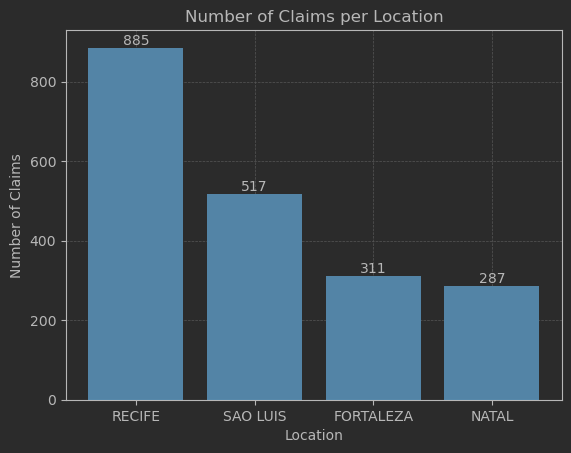 Number of Claims per Location
885
517
311
287
800
600
400
200
0
Number of Claims
RECIFE
SAO LUIS
FORTALEZA
NATAL
Location